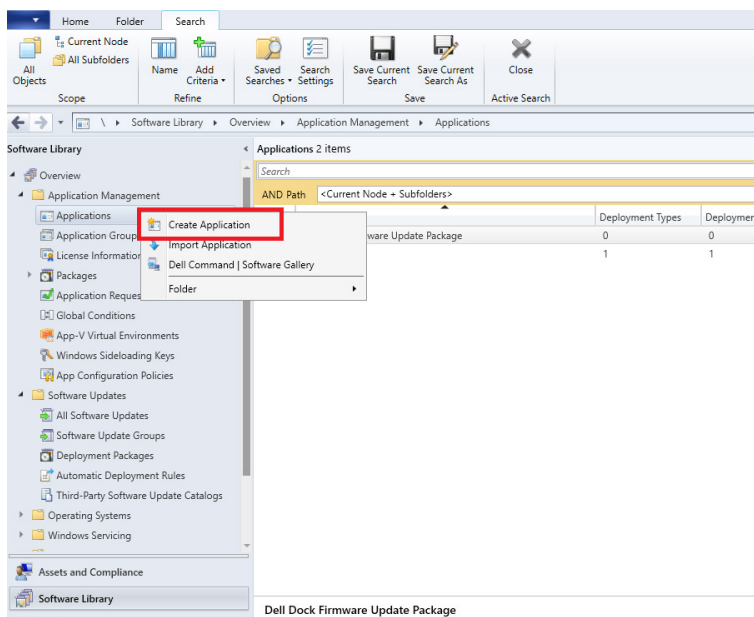 Home Folder Search
Current Node
All Subfolders
All Objects
Name
Add Criteria
Saved Searches
Search Settings
Save Current Search
Save Current Search As
Close
Scope Refine Options Save Active Search
\ Software Library Overview Application Management Applications
Software Library
Applications 2 items
Overview
Search
Application Management
AND Path <Current Node + Subfolders>
Applications
Create Application
Deployment Types Deploymen
Application Group
Import Application
ware Update Package 0 0
License Information
Dell Command | Software Gallery
1 1
Packages
Folder
Application Reques
Global Conditions
App-V Virtual Environments
Windows Sideloading Keys
App Configuration Policies
Software Updates
All Software Updates
Software Update Groups
Deployment Packages
Automatic Deployment Rules
Third-Party Software Update Catalogs
Operating Systems
Windows Servicing
Assets and Compliance
Software Library
Dell Dock Firmware Update Package